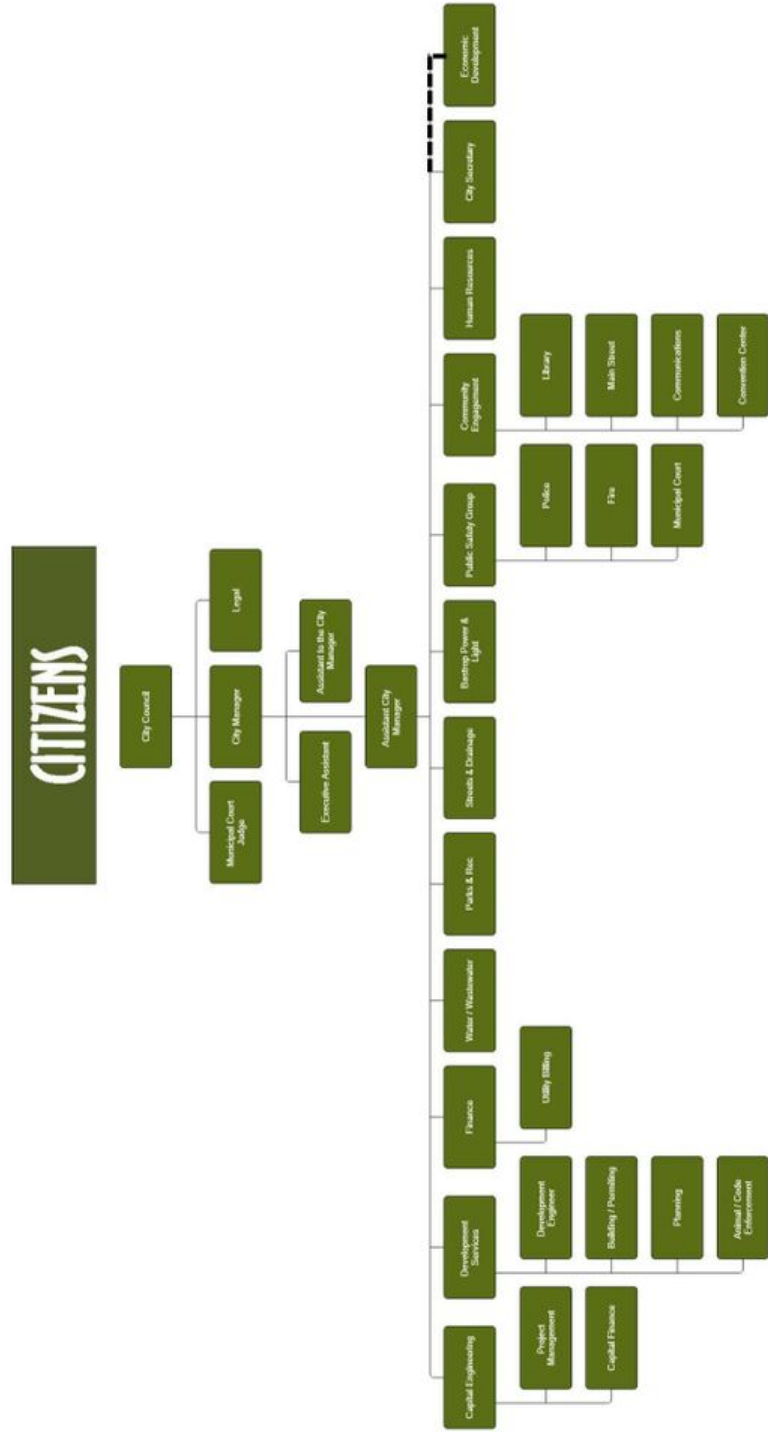 CITIZENS
City Council
Municipal Court
Judge
City Manager
Legal
Executive Assistant
Assistant to the City
Manager
Assistant City
Manager
Capital Engineering
Development
Services
Finance
Water / Wastewater
Parks & Rec
Streets & Drainage
Bastrop Power &
Light
Public Safety Group
Community
Engagement
Human Resources
City Secretary
Economic
Development
Project
Management
Capital Finance
Development
Engineer
Building / Permitting
Planning
Animal / Code
Enforcement
Utility Billing
Police
Fire
Municipal Court
Library
Main Street
Communications
Convention Center